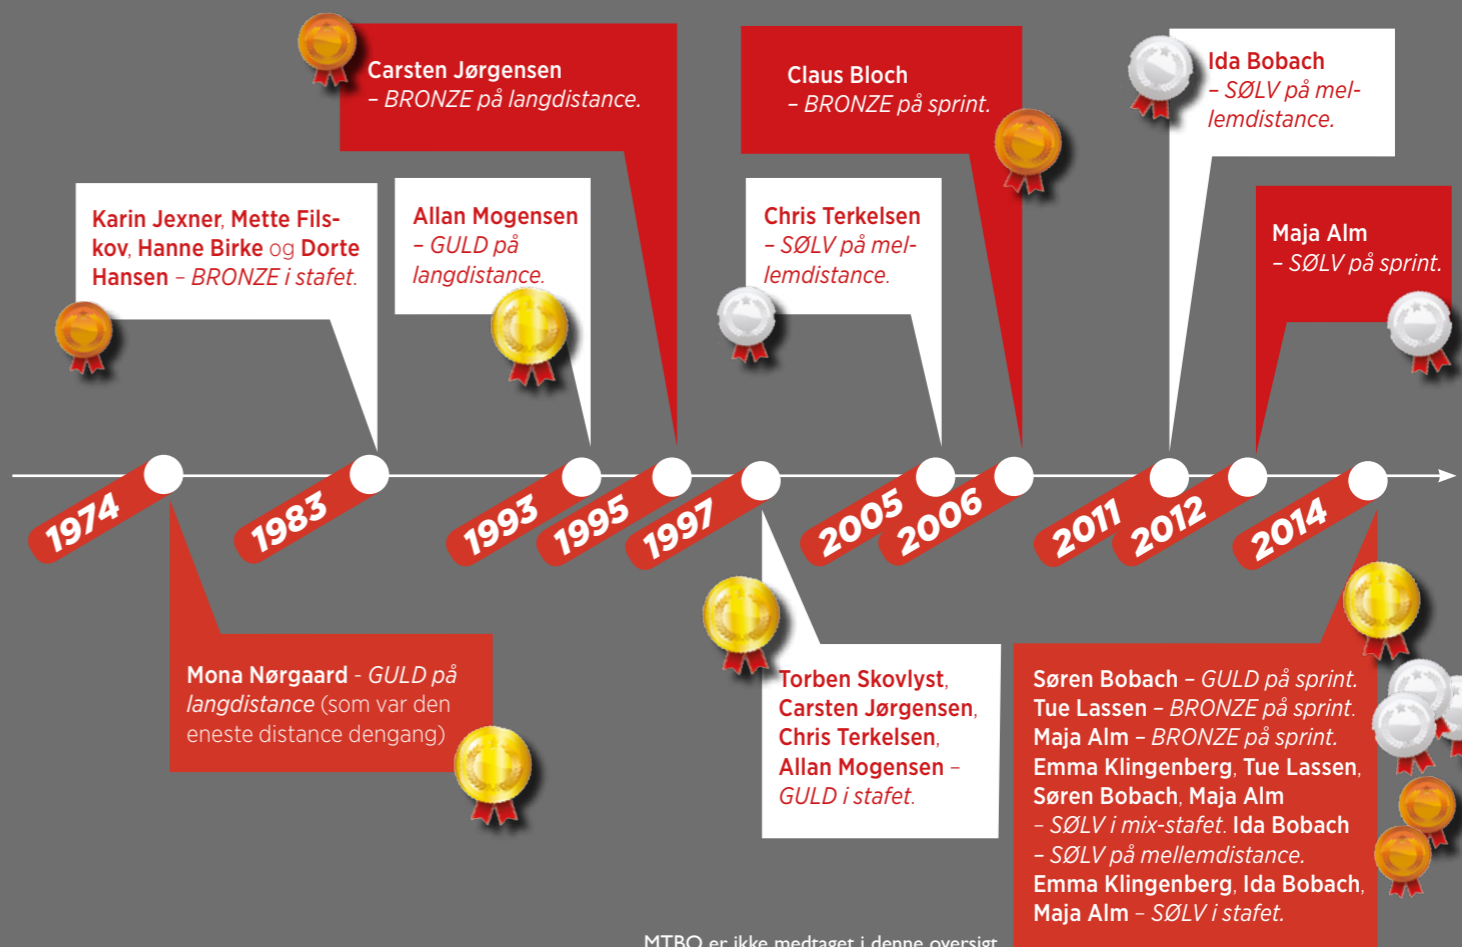 Carsten Jørgensen
– BRONZE på langdistance.
Claus Bloch
– BRONZE på sprint.
Ida Bobach
– SØLV på mel-
lemdistance.
Karin Jexner, Mette Fils-
kov, Hanne Birke og Dorte
Hansen – BRONZE i stafet.
Allan Mogensen
– GULD på
langdistance.
Chris Terkelsen
– SØLV på mel-
lemdistance.
Maja Alm
– SØLV på sprint.
1974
1983
1993
1995
1997
2005
2006
2011
2012
2014
Mona Nørgaard - GULD på
langdistance (som var den
eneste distance dengang)
Torben Skovlyst,
Carsten Jørgensen,
Chris Terkelsen,
Allan Mogensen –
GULD i stafet.
Søren Bobach – GULD på sprint.
Tue Lassen – BRONZE på sprint.
Maja Alm – BRONZE på sprint.
Emma Klingenberg, Tue Lassen,
Søren Bobach, Maja Alm
– SØLV i mix-stafet. Ida Bobach
– SØLV på mellemdistance.
Emma Klingenberg, Ida Bobach,
Maja Alm – SØLV i stafet.
MTBO er ikke medtaget i denne oversigt